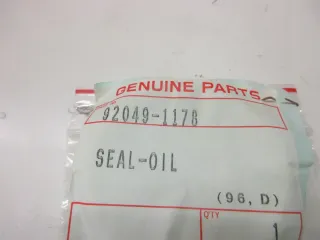 GENUINE PARTS
92049-1178
SEAL-OIL
(96, D)
QTY
1